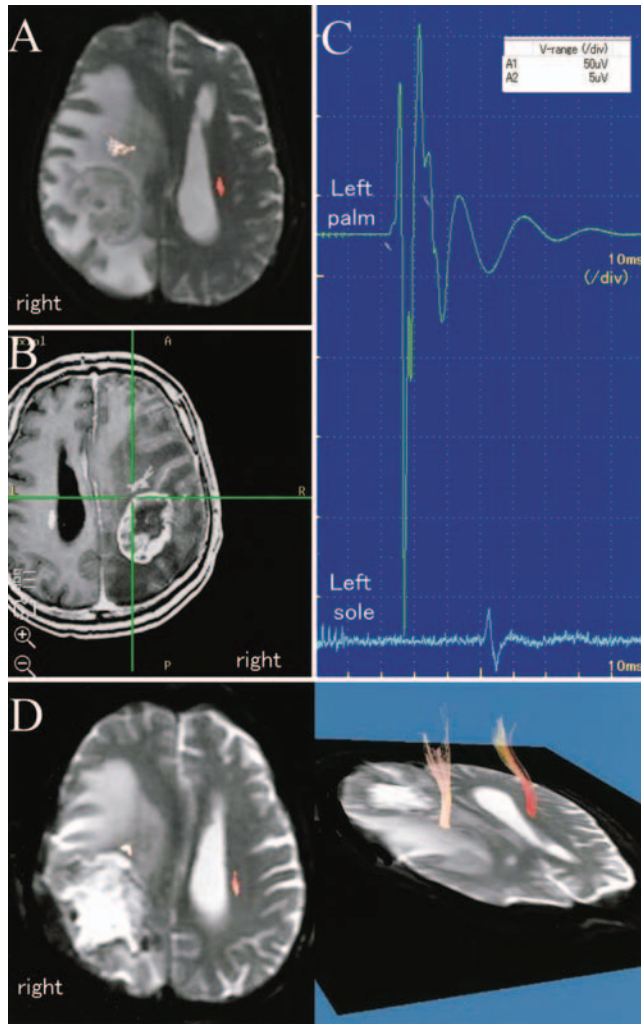 A
right
B
A
L
R
P
right
C
V-range (/div)
A1 50uV
A2 5uV
Left
palm
10ms
(/div)
Left
sole
10ms
D
right